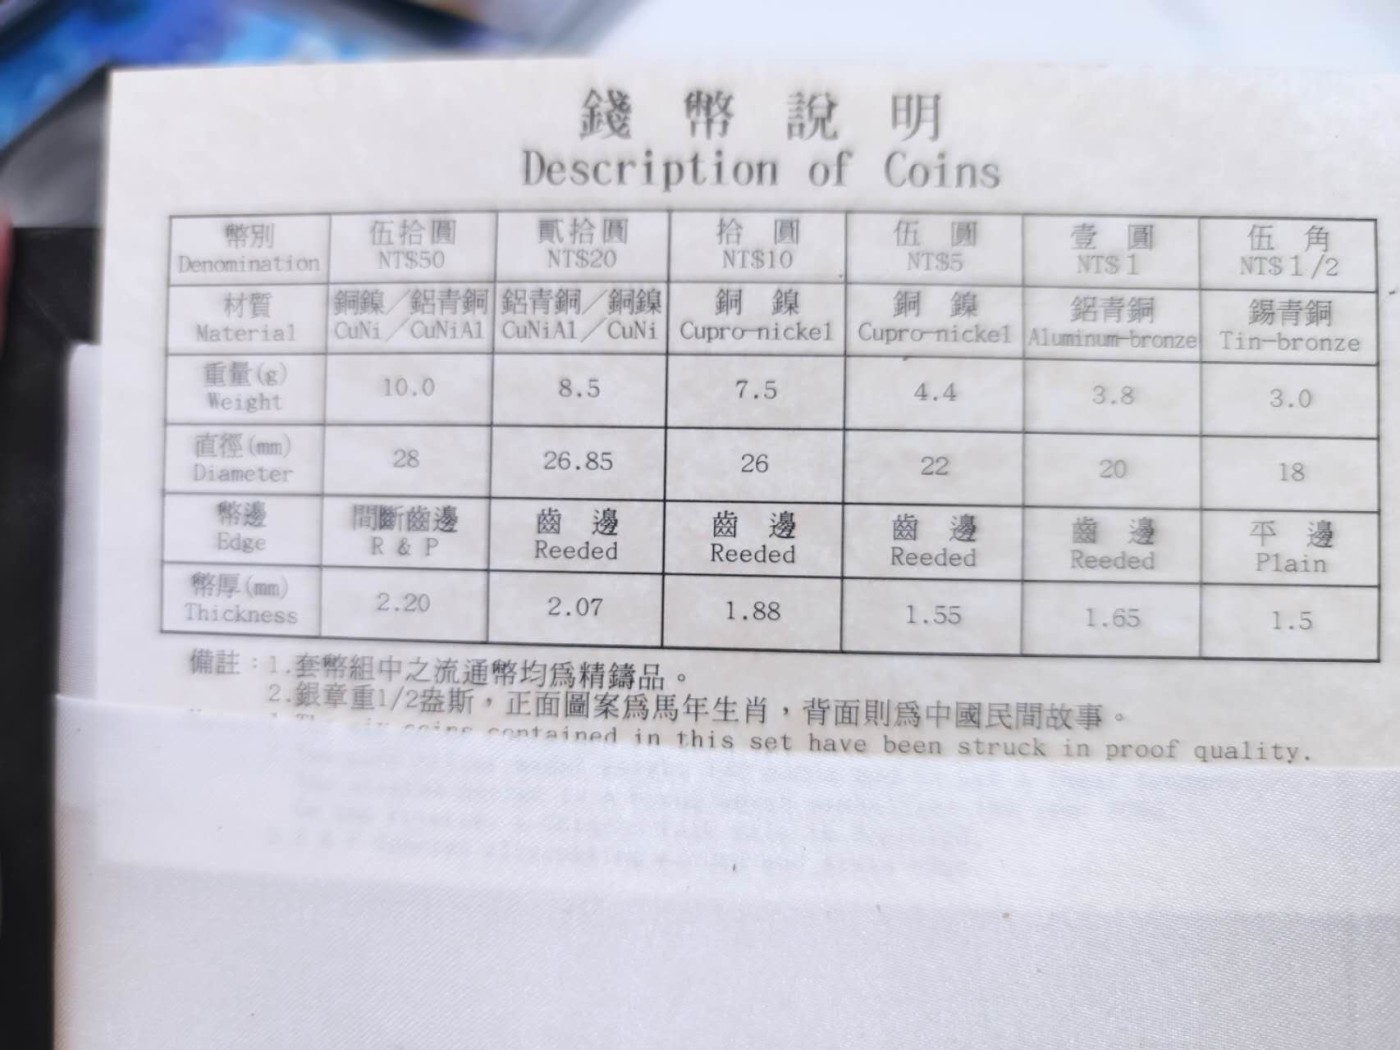 錢幣說明
Description of Coins
幣別 伍拾圓 貳拾圓 拾圓 伍圓 壹圓 伍角
Denomination NT$50 NT$20 NT$10 NT$5 NT$1 NT$1/2
材質 銅鎳／鋁青銅 鋁青銅／銅鎳 銅鎳 銅鎳 鋁青銅 錫青銅
Material CuNi／CuNiAl CuNiAl／CuNi Cupro-nickel Cupro-nickel Aluminum-bronze Tin-bronze
重量(g) 10.0 8.5 7.5 4.4 3.8 3.0
Weight
直徑(mm) 28 26.85 26 22 20 18
Diameter
幣邊 間斷齒邊 齒邊 齒邊 齒邊 齒邊 平邊
Edge R & P Reeded Reeded Reeded Reeded Plain
幣厚(mm) 2.20 2.07 1.88 1.55 1.65 1.5
Thickness
備註：1.套幣組中之流通幣均為精鑄品。
2.銀章重1/2盎斯，正面圖案為馬年生肖，背面則為中國民間故事。
coins contained in this set have been struck in proof quality.